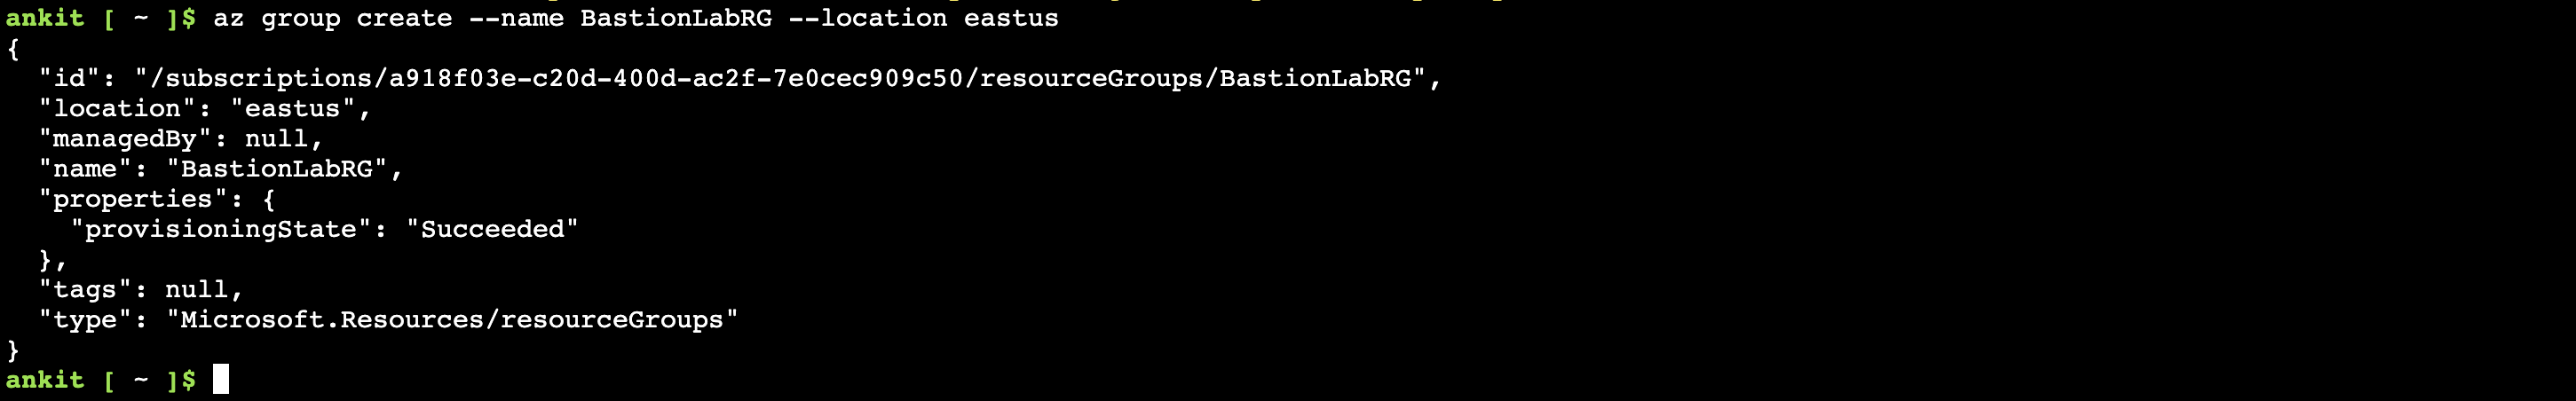 ankit [ ~ ]$ az group create --name BastionLabRG --location eastus
{
  "id": "/subscriptions/a918f03e-c20d-400d-ac2f-7e0cec909c50/resourceGroups/BastionLabRG",
  "location": "eastus",
  "managedBy": null,
  "name": "BastionLabRG",
  "properties": {
    "provisioningState": "Succeeded"
  },
  "tags": null,
  "type": "Microsoft.Resources/resourceGroups"
}
ankit [ ~ ]$